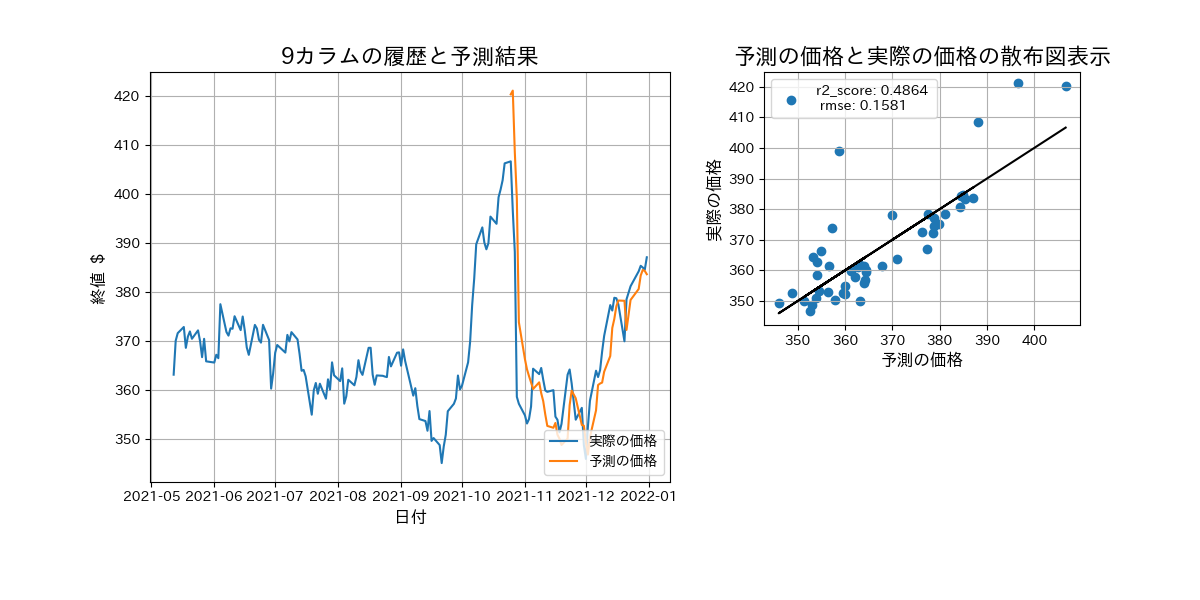 9カラムの履歴と予測結果
終値 $
420
410
400
390
380
370
360
350
2021-05 2021-06 2021-07 2021-08 2021-09 2021-10 2021-11 2021-12 2022-01
日付
実際の価格
予測の価格
予測の価格と実際の価格の散布図表示
実際の価格
420
410
400
390
380
370
360
350
r2_score: 0.4864
rmse: 0.1581
350 360 370 380 390 400
予測の価格